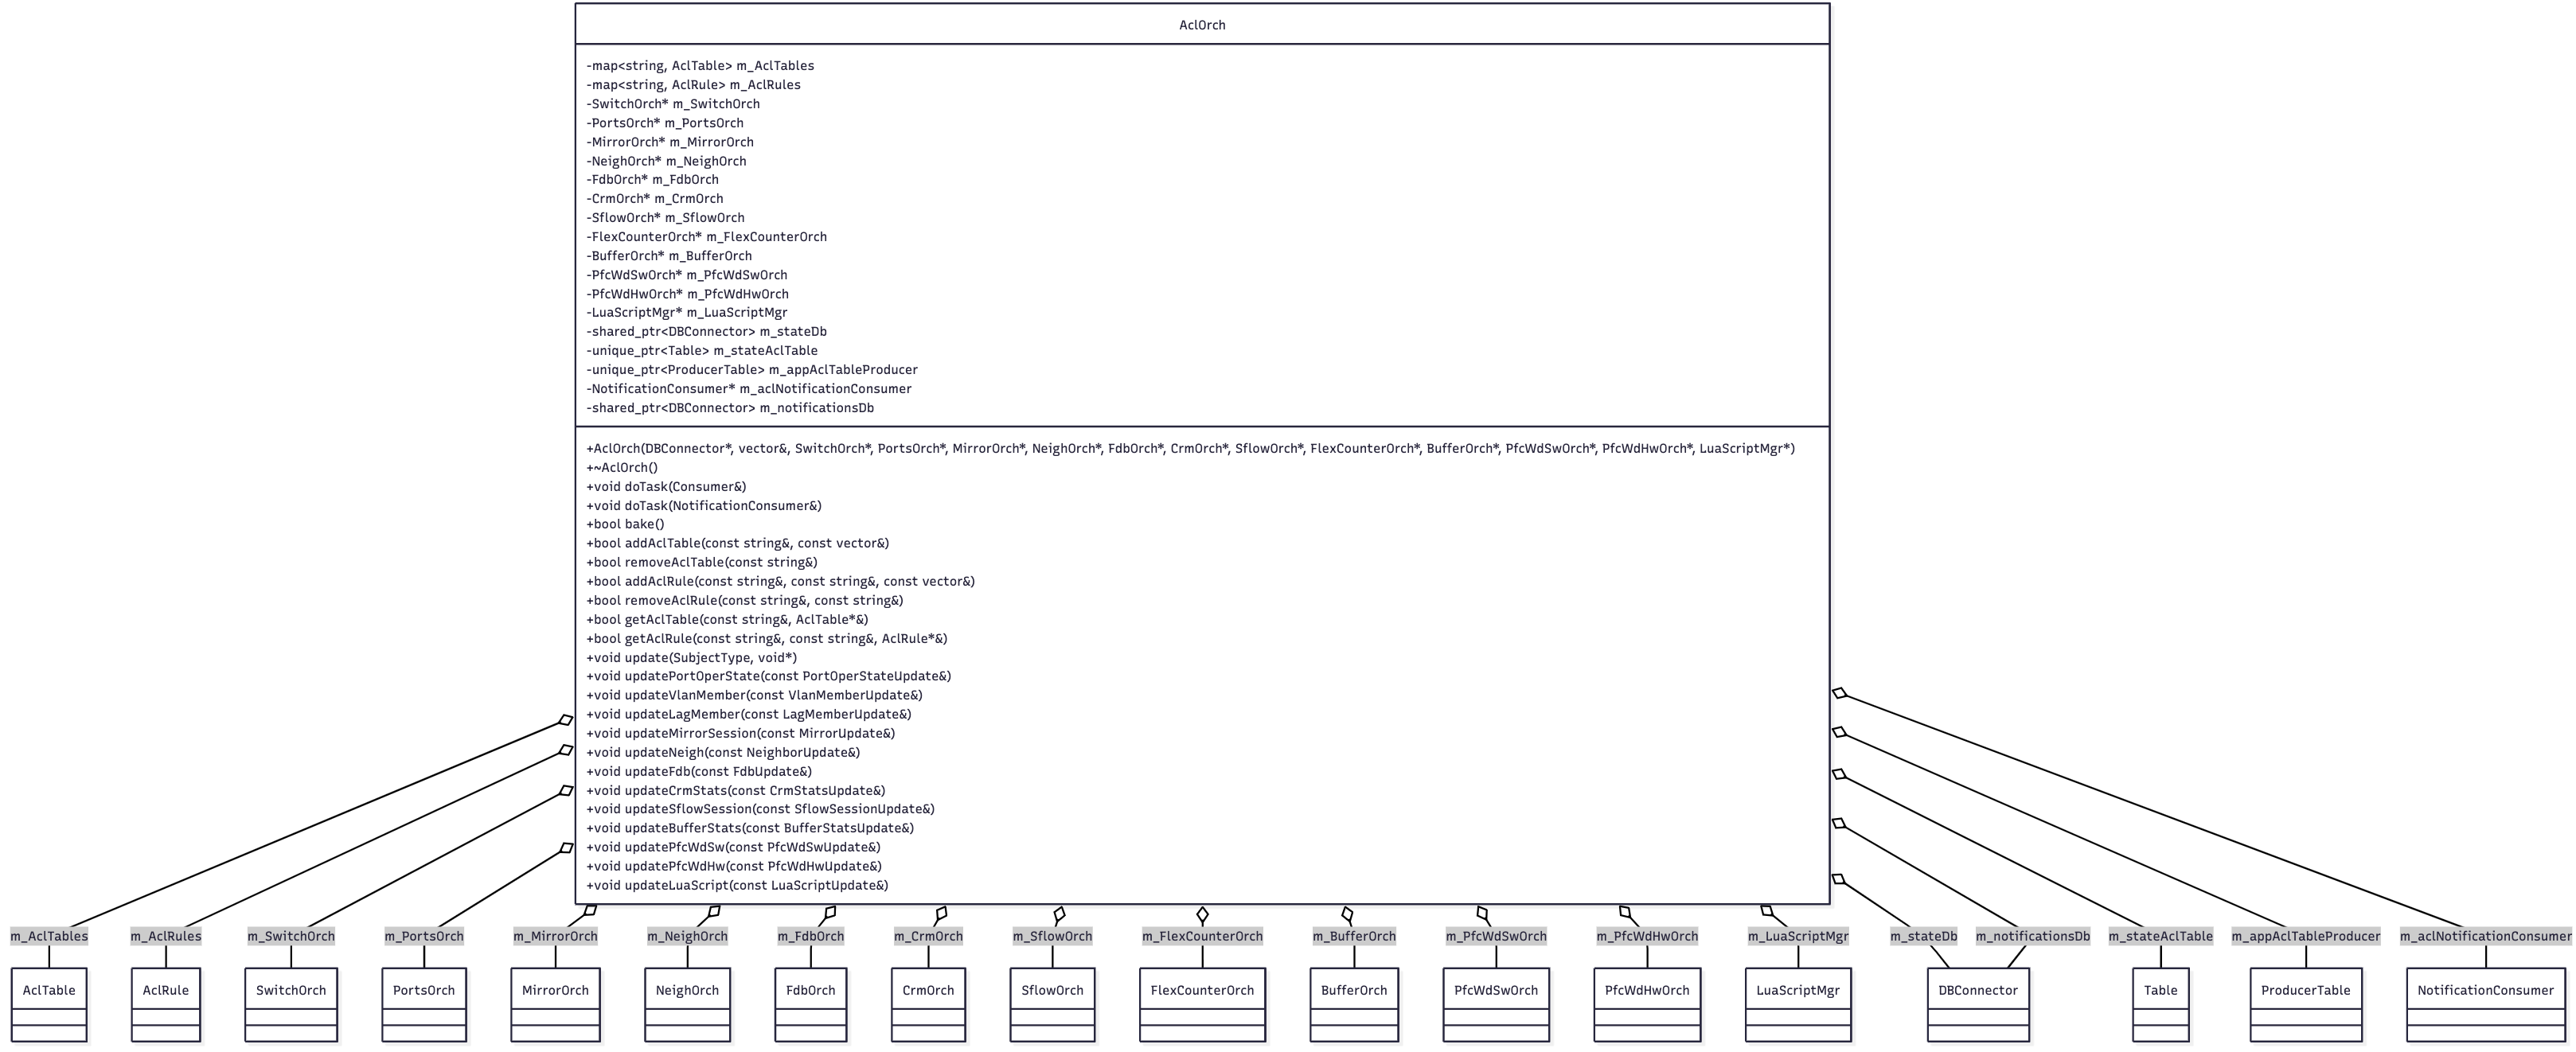 AclOrch
-map<string, AclTable> m_AclTables
-map<string, AclRule> m_AclRules
-SwitchOrch* m_SwitchOrch
-PortsOrch* m_PortsOrch
-MirrorOrch* m_MirrorOrch
-NeighOrch* m_NeighOrch
-FdbOrch* m_FdbOrch
-CrmOrch* m_CrmOrch
-SflowOrch* m_SflowOrch
-FlexCounterOrch* m_FlexCounterOrch
-BufferOrch* m_BufferOrch
-PfcWdSwOrch* m_PfcWdSwOrch
-PfcWdHwOrch* m_PfcWdHwOrch
-LuaScriptMgr* m_LuaScriptMgr
-shared_ptr<DBConnector> m_stateDb
-unique_ptr<Table> m_stateAclTable
-unique_ptr<ProducerTable> m_appAclTableProducer
-NotificationConsumer* m_aclNotificationConsumer
-shared_ptr<DBConnector> m_notificationsDb
+AclOrch(DBConnector*, vector&, SwitchOrch*, PortsOrch*, MirrorOrch*, NeighOrch*, FdbOrch*, CrmOrch*, SflowOrch*, FlexCounterOrch*, BufferOrch*, PfcWdSwOrch*, PfcWdHwOrch*, LuaScriptMgr*)
+~AclOrch()
+void doTask(Consumer&)
+void doTask(NotificationConsumer&)
+bool bake()
+bool addAclTable(const string&, const vector&)
+bool removeAclTable(const string&)
+bool addAclRule(const string&, const string&, const vector&)
+bool removeAclRule(const string&, const string&)
+bool getAclTable(const string&, AclTable*&)
+bool getAclRule(const string&, const string&, AclRule*&)
+void update(SubjectType, void*)
+void updatePortOperState(const PortOperStateUpdate&)
+void updateVlanMember(const VlanMemberUpdate&)
+void updateLagMember(const LagMemberUpdate&)
+void updateMirrorSession(const MirrorUpdate&)
+void updateNeigh(const NeighborUpdate&)
+void updateFdb(const FdbUpdate&)
+void updateCrmStats(const CrmStatsUpdate&)
+void updateSflowSession(const SflowSessionUpdate&)
+void updateBufferStats(const BufferStatsUpdate&)
+void updatePfcWdSw(const PfcWdSwUpdate&)
+void updatePfcWdHw(const PfcWdHwUpdate&)
+void updateLuaScript(const LuaScriptUpdate&)
m_AclTables
m_AclRules
m_SwitchOrch
m_PortsOrch
m_MirrorOrch
m_NeighOrch
m_FdbOrch
m_CrmOrch
m_SflowOrch
m_FlexCounterOrch
m_BufferOrch
m_PfcWdSwOrch
m_PfcWdHwOrch
m_LuaScriptMgr
m_stateDb
m_notificationsDb
m_stateAclTable
m_appAclTableProducer
m_aclNotificationConsumer
AclTable
AclRule
SwitchOrch
PortsOrch
MirrorOrch
NeighOrch
FdbOrch
CrmOrch
SflowOrch
FlexCounterOrch
BufferOrch
PfcWdSwOrch
PfcWdHwOrch
LuaScriptMgr
DBConnector
Table
ProducerTable
NotificationConsumer